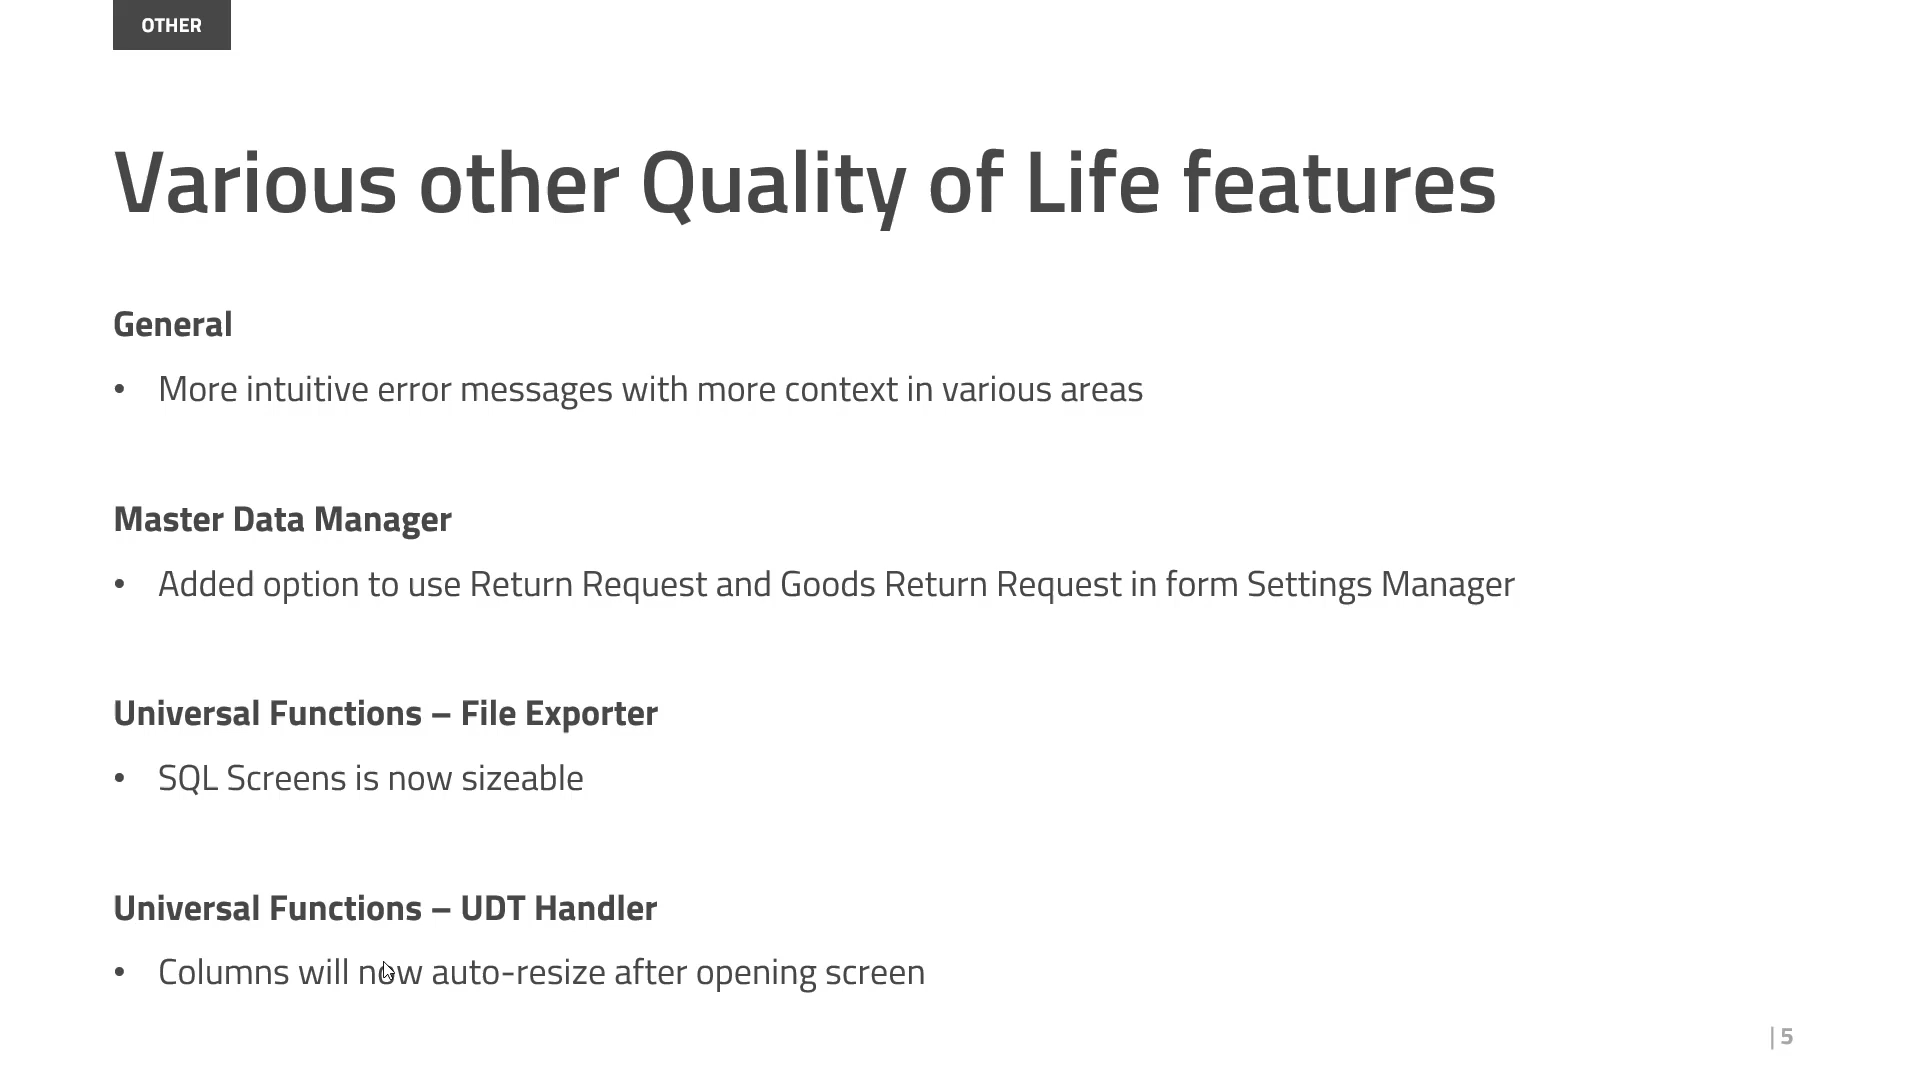 OTHER
Various other Quality of Life features
General
• More intuitive error messages with more context in various areas
Master Data Manager
• Added option to use Return Request and Goods Return Request in form Settings Manager
Universal Functions – File Exporter
• SQL Screens is now sizeable
Universal Functions – UDT Handler
• Columns will now auto-resize after opening screen
| 5